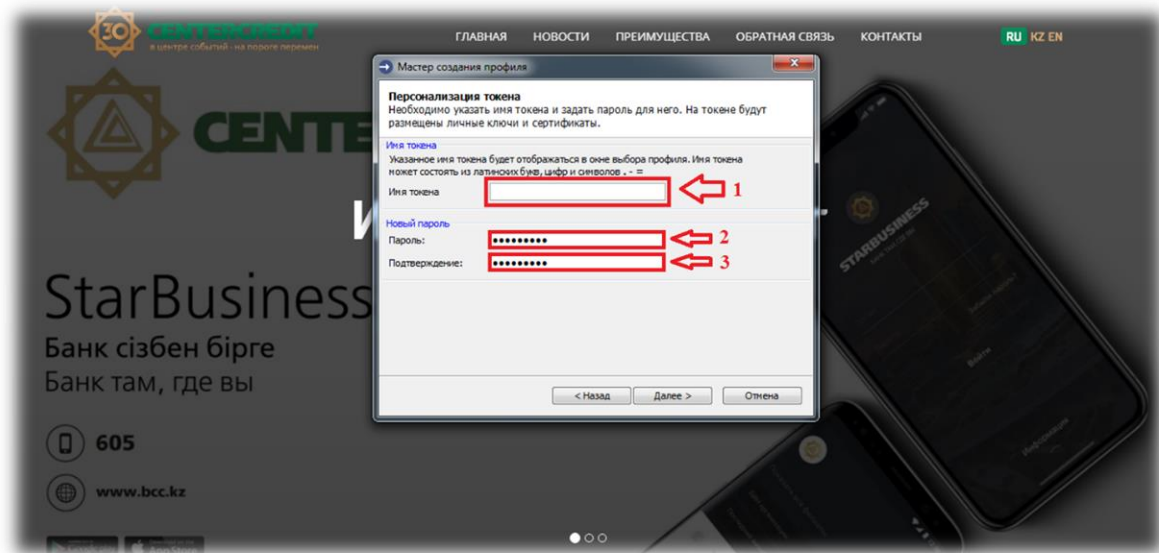 30 CENTERCREDIT
в центре событий - на пороге перемен
ГЛАВНАЯ НОВОСТИ ПРЕИМУЩЕСТВА ОБРАТНАЯ СВЯЗЬ КОНТАКТЫ RU KZ EN
Мастер создания профиля
Персонализация токена
Необходимо указать имя токена и задать пароль для него. На токене будут
размещены личные ключи и сертификаты.
CENTE
Имя токена
Указанное имя токена будет отображаться в окне выбора профиля. Имя токена
может состоять из латинских букв, цифр и символов . - =
Имя токена 1
Новый пароль
Пароль: ••••••••• 2
Подтверждение: ••••••••• 3
STARBUSINESS
StarBusiness
Банк сізбен бірге
Банк там, где вы
< Назад Далее > Отмена
Войти
Информация
605
www.bcc.kz